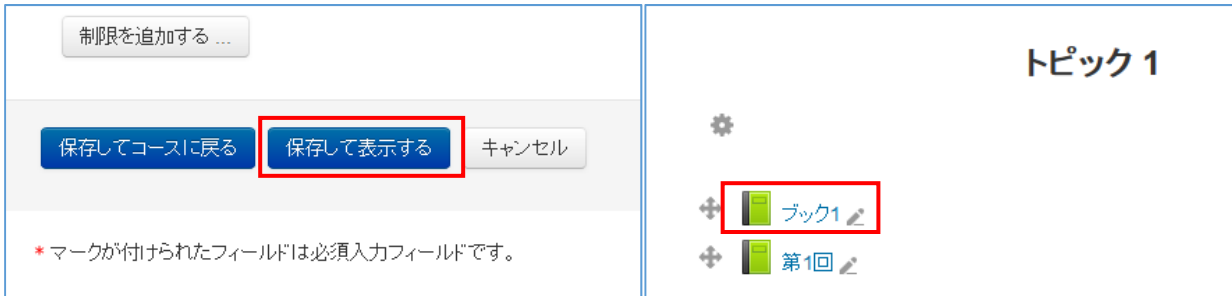 制限を追加する ...
保存してコースに戻る 保存して表示する キャンセル
* マークが付けられたフィールドは必須入力フィールドです。
トピック 1
ブック1
第1回